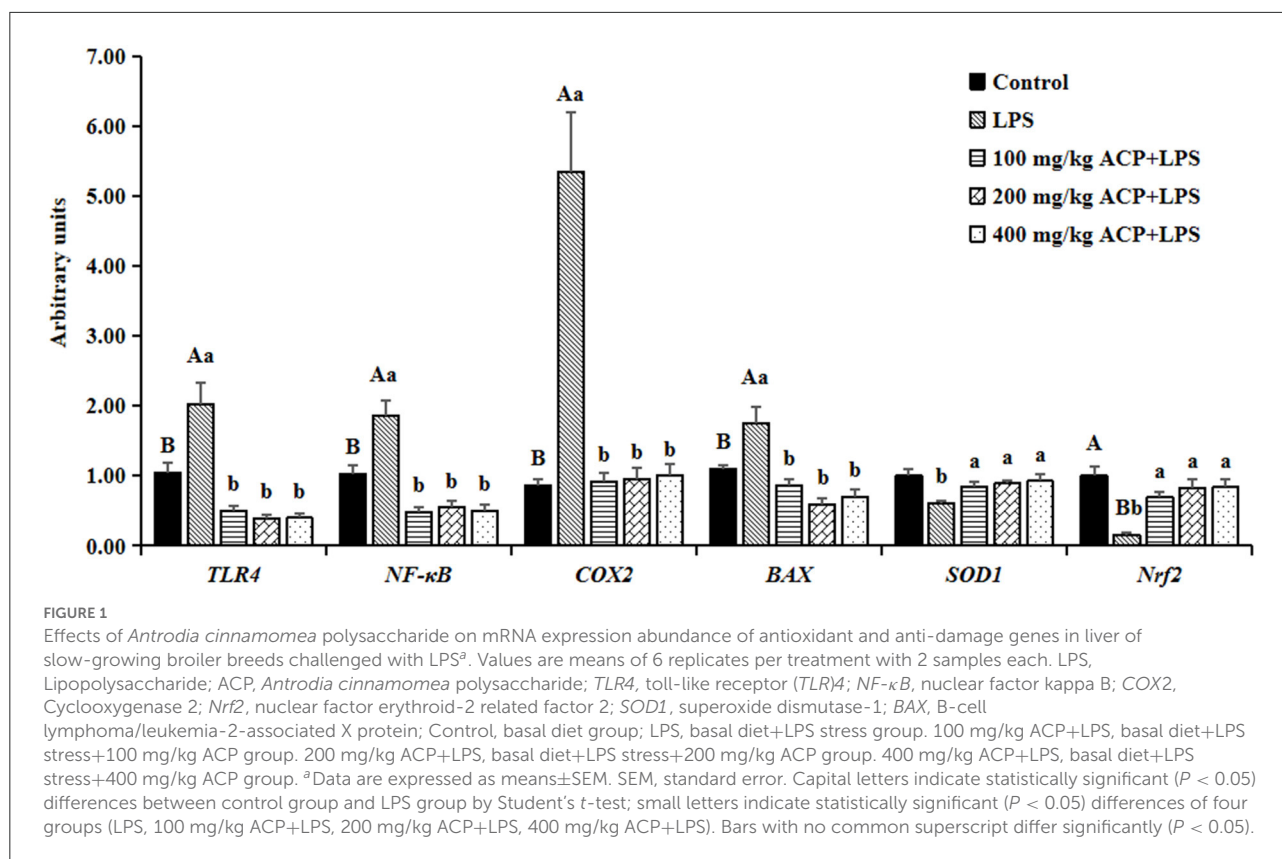 7.00
6.00
5.00
4.00
3.00
2.00
1.00
0.00
Arbitrary units
Control
LPS
100 mg/kg ACP+LPS
200 mg/kg ACP+LPS
400 mg/kg ACP+LPS
B Aa b b b
B Aa b b b
B Aa b b b
B Aa b b b
b a a a
A Bb a a a
TLR4 NF-κB COX2 BAX SOD1 Nrf2
FIGURE 1
Effects of Antrodia cinnamomea polysaccharide on mRNA expression abundance of antioxidant and anti-damage genes in liver of
slow-growing broiler breeds challenged with LPSᵃ. Values are means of 6 replicates per treatment with 2 samples each. LPS,
Lipopolysaccharide; ACP, Antrodia cinnamomea polysaccharide; TLR4, toll-like receptor (TLR)4; NF-κB, nuclear factor kappa B; COX2,
Cyclooxygenase 2; Nrf2, nuclear factor erythroid-2 related factor 2; SOD1, superoxide dismutase-1; BAX, B-cell
lymphoma/leukemia-2-associated X protein; Control, basal diet group; LPS, basal diet+LPS stress group. 100 mg/kg ACP+LPS, basal diet+LPS
stress+100 mg/kg ACP group. 200 mg/kg ACP+LPS, basal diet+LPS stress+200 mg/kg ACP group. 400 mg/kg ACP+LPS, basal diet+LPS
stress+400 mg/kg ACP group. ᵃData are expressed as means±SEM. SEM, standard error. Capital letters indicate statistically significant (P < 0.05)
differences between control group and LPS group by Student's t-test; small letters indicate statistically significant (P < 0.05) differences of four
groups (LPS, 100 mg/kg ACP+LPS, 200 mg/kg ACP+LPS, 400 mg/kg ACP+LPS). Bars with no common superscript differ significantly (P < 0.05).